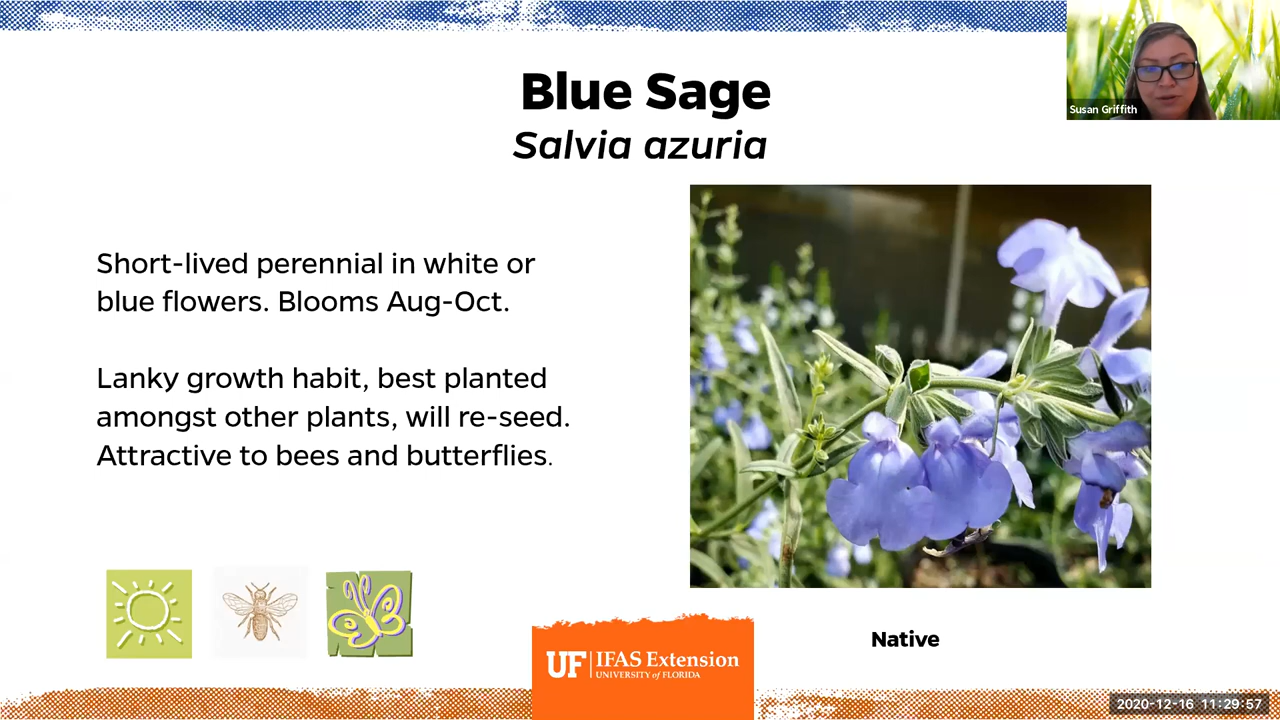 Blue Sage
Salvia azuria
Susan Griffith
Short-lived perennial in white or
blue flowers. Blooms Aug-Oct.
Lanky growth habit, best planted
amongst other plants, will re-seed.
Attractive to bees and butterflies.
Native
UF IFAS Extension
UNIVERSITY of FLORIDA
2020-12-16 11:29:57